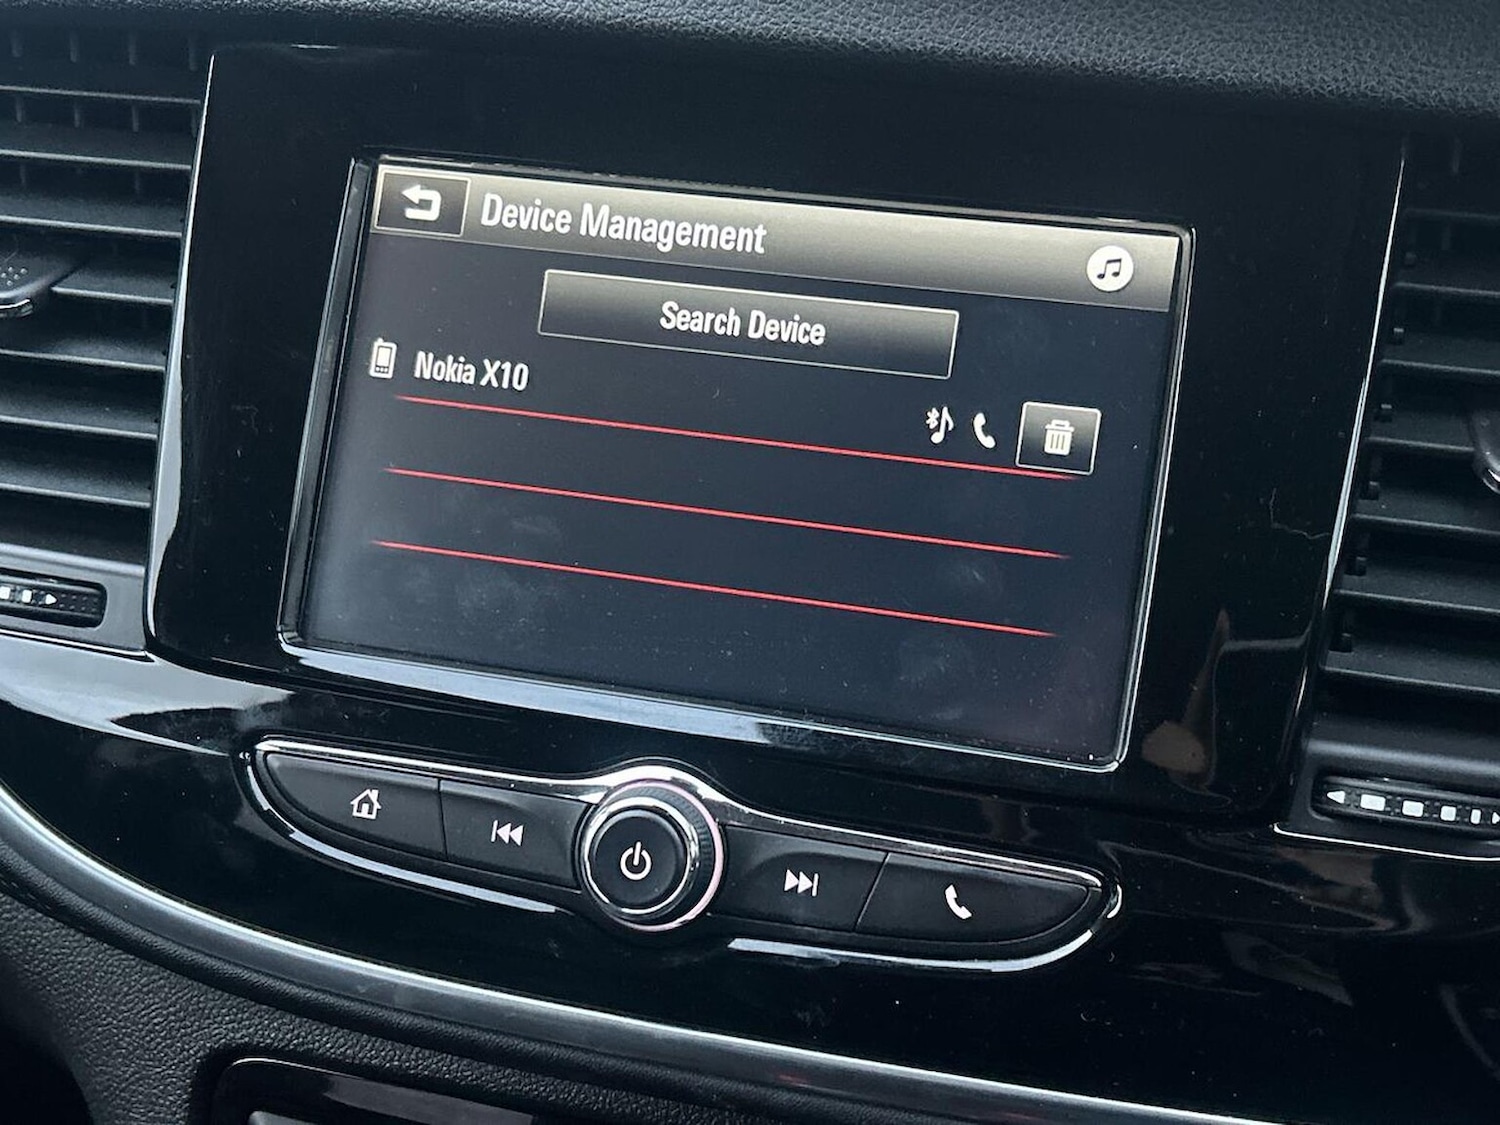 Device Management
Search Device
Nokia X10